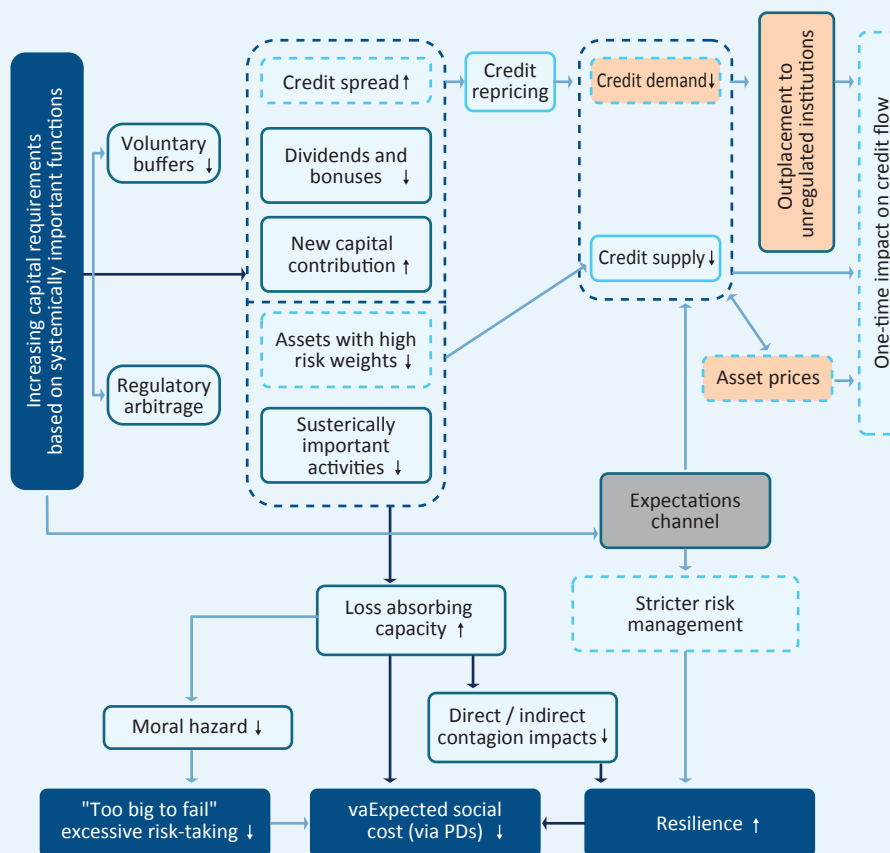 Increasing capital requirements
based on systemically important functions
Voluntary
buffers ↓
Regulatory
arbitrage
Credit spread ↑
Dividends and
bonuses ↓
New capital
contribution ↑
Assets with high
risk weights ↓
Susterically
important
activities ↓
Credit
repricing
Credit demand ↓
Credit supply ↓
Outplacement to
unregulated institutions
Asset prices
One-time impact on credit flow
Expectations
channel
Stricter risk
management
Loss absorbing
capacity ↑
Moral hazard ↓
Direct / indirect
contagion impacts ↓
"Too big to fail"
excessive risk-taking ↓
vaExpected social
cost (via PDs) ↓
Resilience ↑